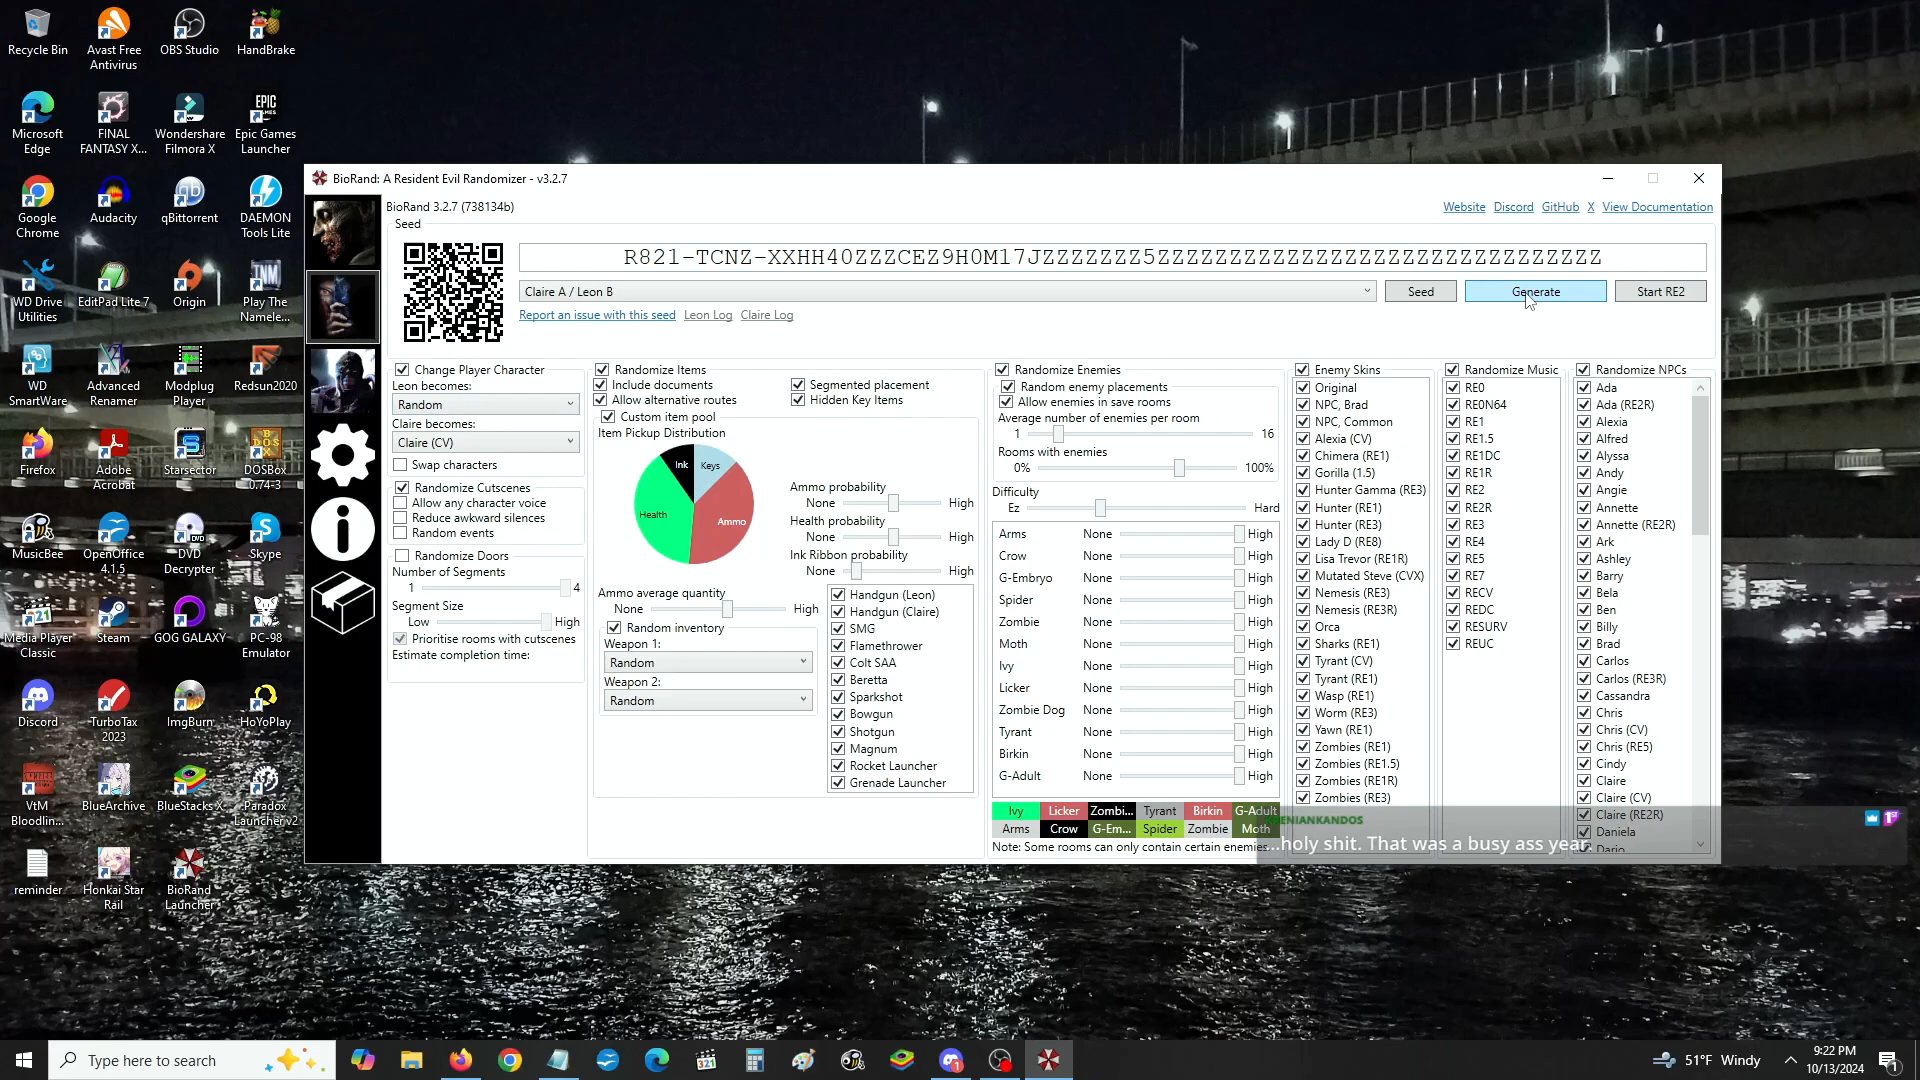 Recycle Bin
Avast Free Antivirus
OBS Studio
HandBrake
Microsoft Edge
FINAL FANTASY X...
Wondershare Filmora X
Epic Games Launcher
Google Chrome
Audacity
qBittorrent
DAEMON Tools Lite
WD Drive Utilities
EditPad Lite 7
Origin
Play The Namele...
WD SmartWare
Advanced Renamer
Modplug Player
Redsun2020
Firefox
Adobe Acrobat
Starsector
DOSBox 0.74-3
MusicBee
OpenOffice 4.1.5
DVD Decrypter
Skype
Media Player Classic
Steam
GOG GALAXY
PC-98 Emulator
Discord
TurboTax 2023
ImgBurn
HoYoPlay
VtM Bloodlin...
BlueArchive
BlueStacks X
Paradox Launcher v2
reminder
Honkai Star Rail
BioRand Launcher
BioRand: A Resident Evil Randomizer - v3.2.7
BioRand 3.2.7 (738134b)
Website Discord GitHub X View Documentation
Seed
R821-TCNZ-XXHH40ZZZCEZ9H0M17JZZZZZZZ5ZZZZZZZZZZZZZZZZZZZZZZZZZZZZZZZ
Claire A / Leon B
Seed
Generate
Start RE2
Report an issue with this seed Leon Log Claire Log
Change Player Character
Leon becomes:
Random
Claire becomes:
Claire (CV)
Swap characters
Randomize Cutscenes
Allow any character voice
Reduce awkward silences
Random events
Randomize Doors
Number of Segments
1 4
Segment Size
Low High
Prioritise rooms with cutscenes
Estimate completion time:
Randomize Items
Include documents
Segmented placement
Allow alternative routes
Hidden Key Items
Custom item pool
Item Pickup Distribution
Ink
Keys
Health
Ammo
Ammo probability
None High
Health probability
None High
Ink Ribbon probability
None High
Ammo average quantity
None High
Random inventory
Weapon 1:
Random
Weapon 2:
Random
Handgun (Leon)
Handgun (Claire)
SMG
Flamethrower
Colt SAA
Beretta
Sparkshot
Bowgun
Shotgun
Magnum
Rocket Launcher
Grenade Launcher
Randomize Enemies
Random enemy placements
Allow enemies in save rooms
Average number of enemies per room
1 16
Rooms with enemies
0% 100%
Difficulty
Ez Hard
Arms None High
Crow None High
G-Embryo None High
Spider None High
Zombie None High
Moth None High
Ivy None High
Licker None High
Zombie Dog None High
Tyrant None High
Birkin None High
G-Adult None High
Ivy Licker Zombi... Tyrant Birkin G-Adult
Arms Crow G-Em... Spider Zombie Moth
Note: Some rooms can only contain certain enemies
Enemy Skins
Original
NPC, Brad
NPC, Common
Alexia (CV)
Chimera (RE1)
Gorilla (1.5)
Hunter Gamma (RE3)
Hunter (RE1)
Hunter (RE3)
Lady D (RE8)
Lisa Trevor (RE1R)
Mutated Steve (CVX)
Nemesis (RE3)
Nemesis (RE3R)
Orca
Sharks (RE1)
Tyrant (CV)
Tyrant (RE1)
Wasp (RE1)
Worm (RE3)
Yawn (RE1)
Zombies (RE1)
Zombies (RE1.5)
Zombies (RE1R)
Zombies (RE3)
Randomize Music
RE0
RE0N64
RE1
RE1.5
RE1DC
RE1R
RE2
RE2R
RE3
RE4
RE5
RE7
RECV
REDC
RESURV
REUC
Randomize NPCs
Ada
Ada (RE2R)
Alexia
Alfred
Alyssa
Andy
Angie
Annette
Annette (RE2R)
Ark
Ashley
Barry
Bela
Ben
Billy
Brad
Carlos
Carlos (RE3R)
Cassandra
Chris
Chris (CV)
Chris (RE5)
Cindy
Claire
Claire (CV)
Claire (RE2R)
Daniela
Dario
...holy shit. That was a busy ass year
Type here to search
51°F Windy
9:22 PM
10/13/2024